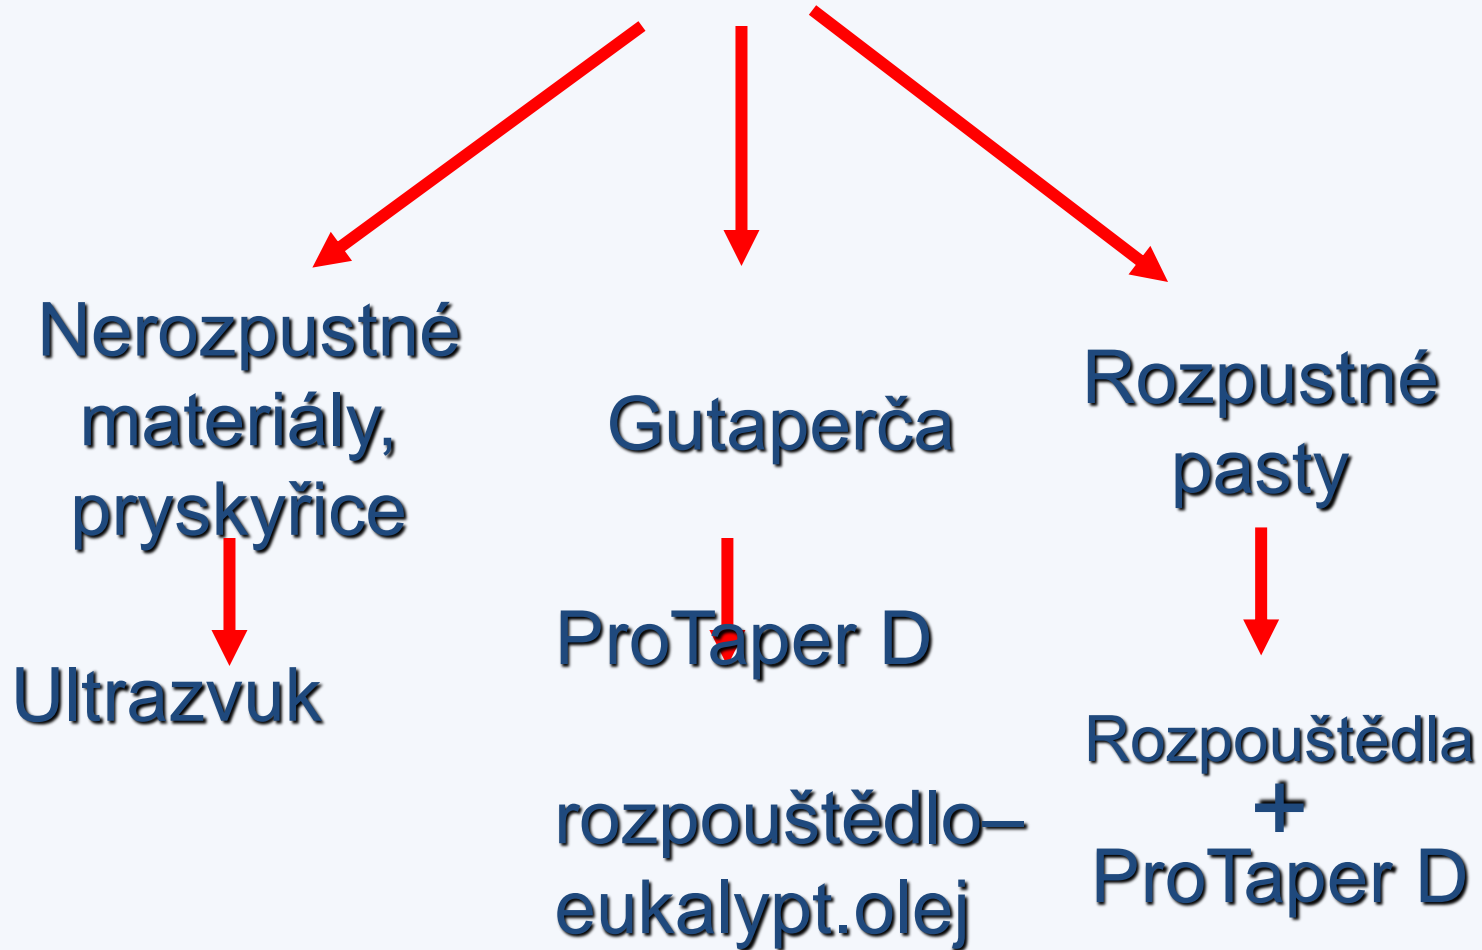 Nerozpustné
materiály,
pryskyřice
Ultrazvuk
Gutaperča
ProTaper D
rozpouštědlo–
eukalypt.olej
Rozpustné
pasty
Rozpouštědla
+
ProTaper D